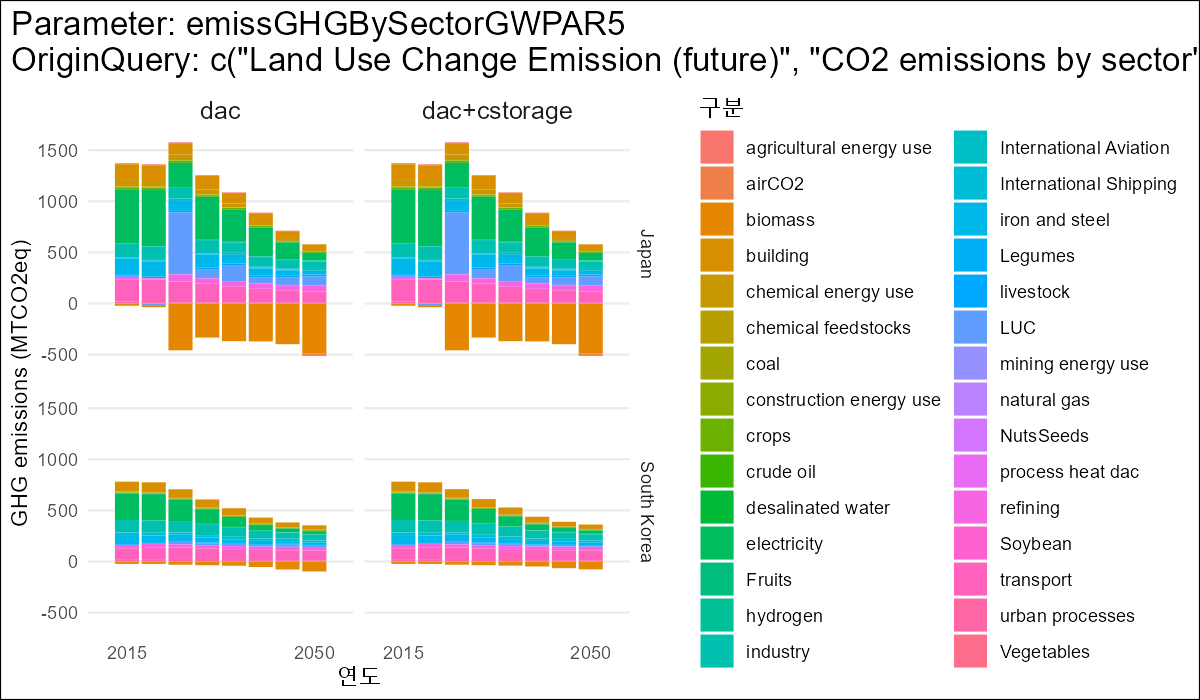 Parameter: emissGHGBySectorGWPAR5
OriginQuery: c("Land Use Change Emission (future)", "CO2 emissions by sector"
dac
dac+cstorage
GHG emissions (MTCO2eq)
1500
1000
500
0
-500
Japan
1500
1000
500
0
-500
South Korea
2015
2050
2015
2050
연도
구분
agricultural energy use
airCO2
biomass
building
chemical energy use
chemical feedstocks
coal
construction energy use
crops
crude oil
desalinated water
electricity
Fruits
hydrogen
industry
International Aviation
International Shipping
iron and steel
Legumes
livestock
LUC
mining energy use
natural gas
NutsSeeds
process heat dac
refining
Soybean
transport
urban processes
Vegetables